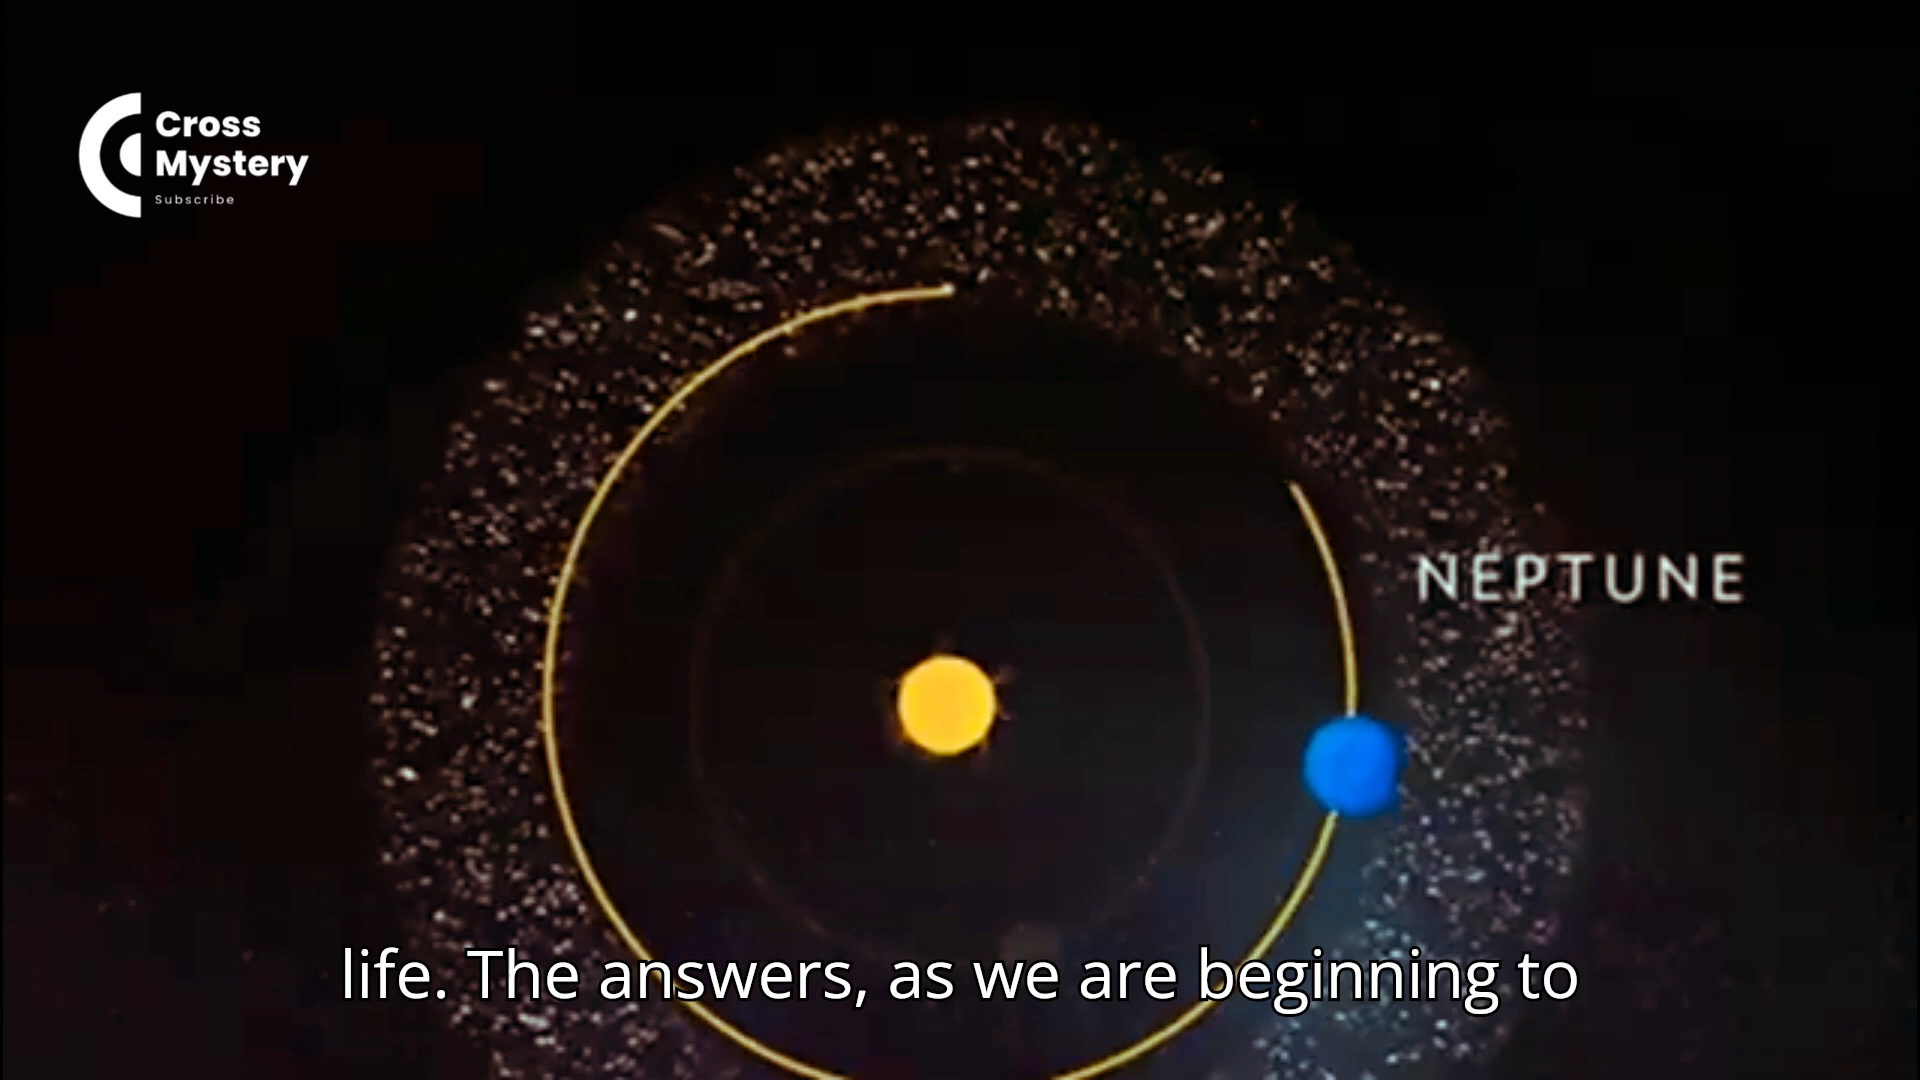 Cross
Mystery
Subscribe
NEPTUNE
life. The answers, as we are beginning to